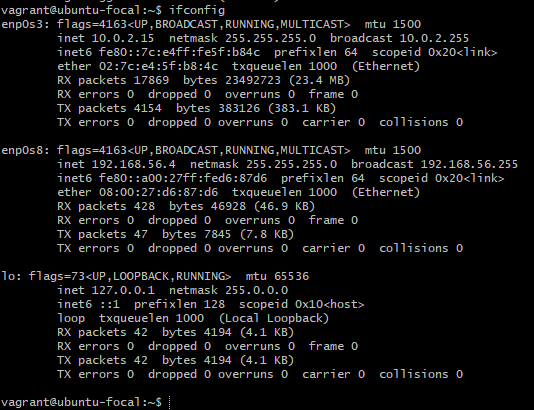 vagrant@ubuntu-focal:~$ ifconfig
enp0s3: flags=4163<UP,BROADCAST,RUNNING,MULTICAST>  mtu 1500
        inet 10.0.2.15  netmask 255.255.255.0  broadcast 10.0.2.255
        inet6 fe80::7c:e4ff:fe5f:b84c  prefixlen 64  scopeid 0x20<link>
        ether 02:7c:e4:5f:b8:4c  txqueuelen 1000  (Ethernet)
        RX packets 17869  bytes 23492723 (23.4 MB)
        RX errors 0  dropped 0  overruns 0  frame 0
        TX packets 4154  bytes 383126 (383.1 KB)
        TX errors 0  dropped 0 overruns 0  carrier 0  collisions 0

enp0s8: flags=4163<UP,BROADCAST,RUNNING,MULTICAST>  mtu 1500
        inet 192.168.56.4  netmask 255.255.255.0  broadcast 192.168.56.255
        inet6 fe80::a00:27ff:fed6:87d6  prefixlen 64  scopeid 0x20<link>
        ether 08:00:27:d6:87:d6  txqueuelen 1000  (Ethernet)
        RX packets 428  bytes 46928 (46.9 KB)
        RX errors 0  dropped 0  overruns 0  frame 0
        TX packets 47  bytes 7845 (7.8 KB)
        TX errors 0  dropped 0 overruns 0  carrier 0  collisions 0

lo: flags=73<UP,LOOPBACK,RUNNING>  mtu 65536
        inet 127.0.0.1  netmask 255.0.0.0
        inet6 ::1  prefixlen 128  scopeid 0x10<host>
        loop  txqueuelen 1000  (Local Loopback)
        RX packets 42  bytes 4194 (4.1 KB)
        RX errors 0  dropped 0  overruns 0  frame 0
        TX packets 42  bytes 4194 (4.1 KB)
        TX errors 0  dropped 0 overruns 0  carrier 0  collisions 0

vagrant@ubuntu-focal:~$